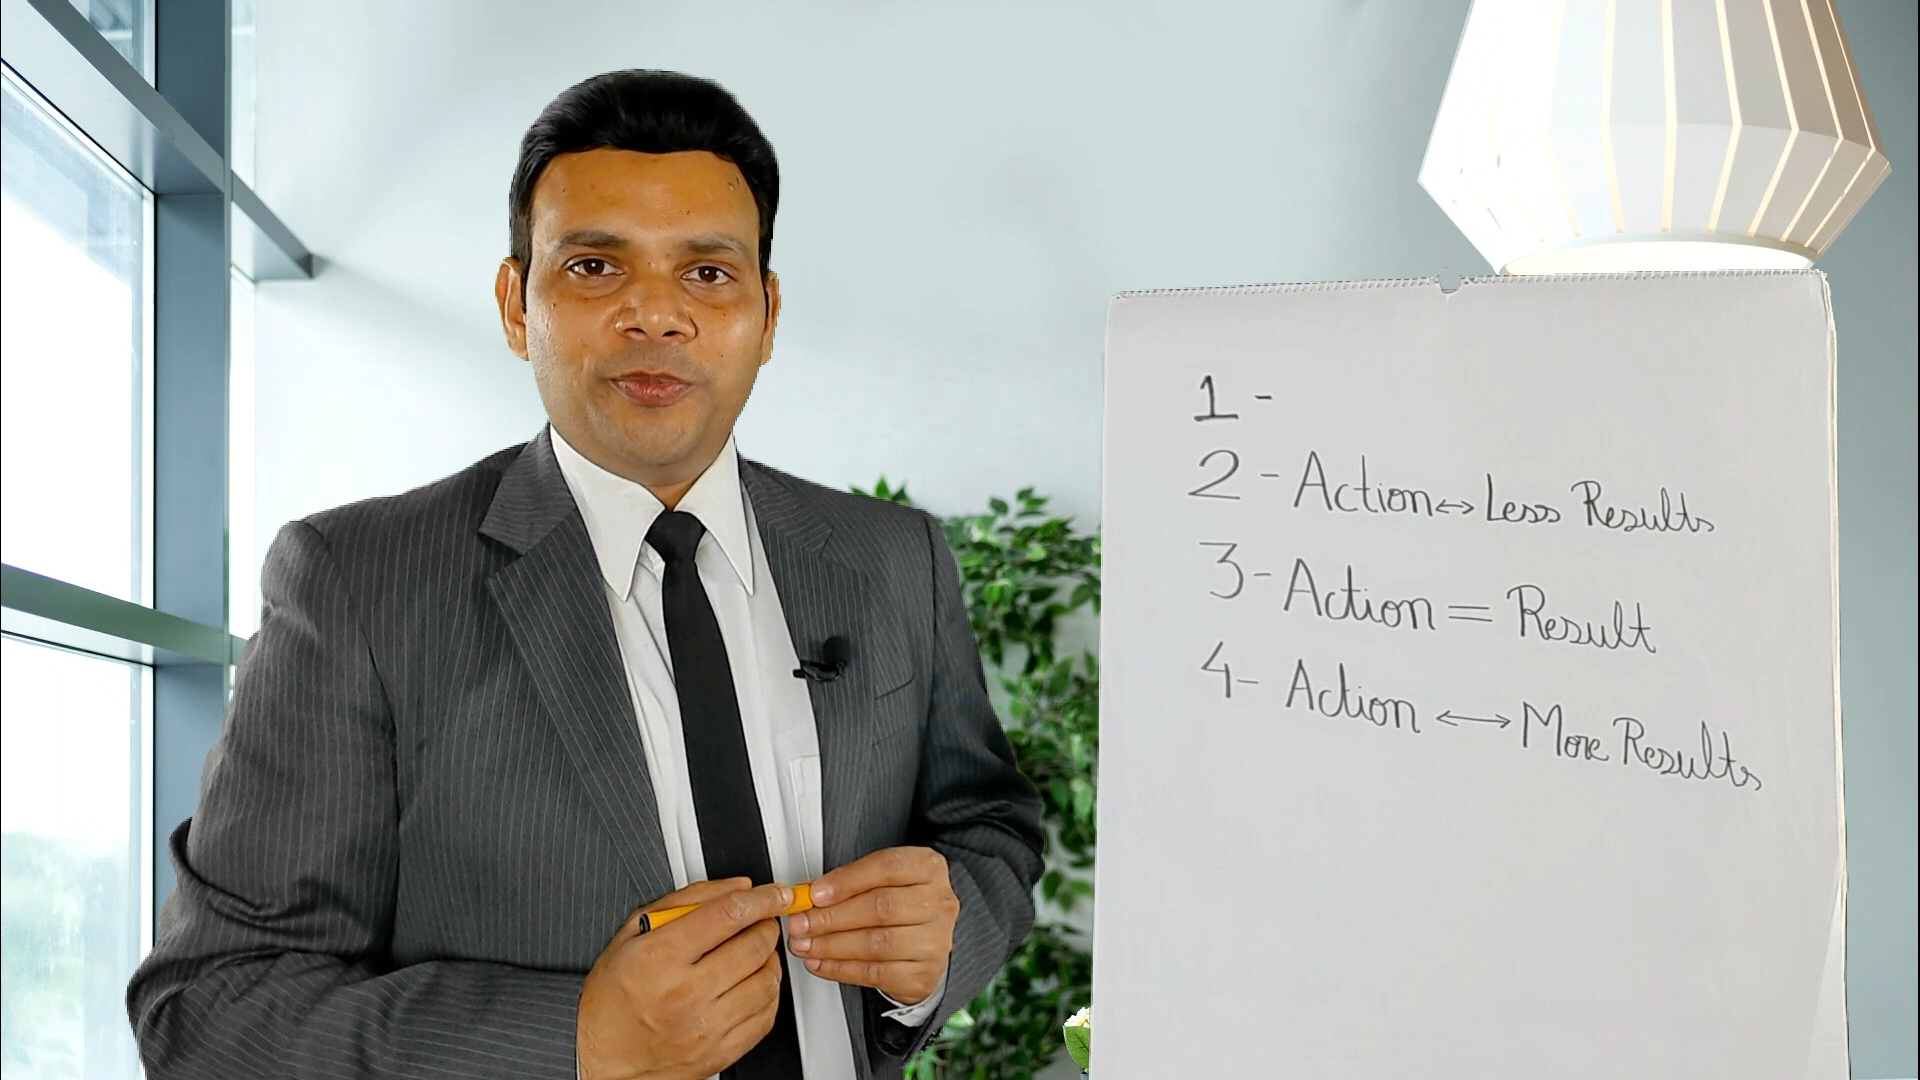 1 -
2 - Action ↔ Less Results
3 - Action = Result
4 - Action ↔ More Results